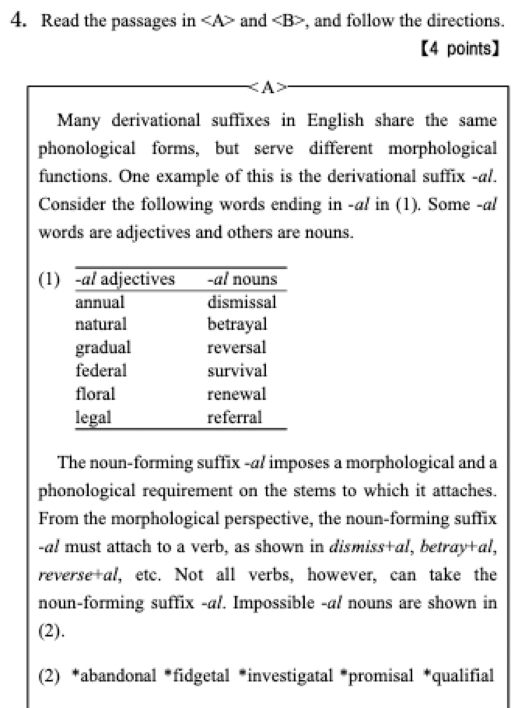 4. Read the passages in <A> and <B>, and follow the directions.
【4 points】
<A>
Many derivational suffixes in English share the same
phonological forms, but serve different morphological
functions. One example of this is the derivational suffix -al.
Consider the following words ending in -al in (1). Some -al
words are adjectives and others are nouns.
(1) -al adjectives -al nouns
annual dismissal
natural betrayal
gradual reversal
federal survival
floral renewal
legal referral
The noun-forming suffix -al imposes a morphological and a
phonological requirement on the stems to which it attaches.
From the morphological perspective, the noun-forming suffix
-al must attach to a verb, as shown in dismiss+al, betray+al,
reverse+al, etc. Not all verbs, however, can take the
noun-forming suffix -al. Impossible -al nouns are shown in
(2).
(2) *abandonal *fidgetal *investigatal *promisal *qualifial